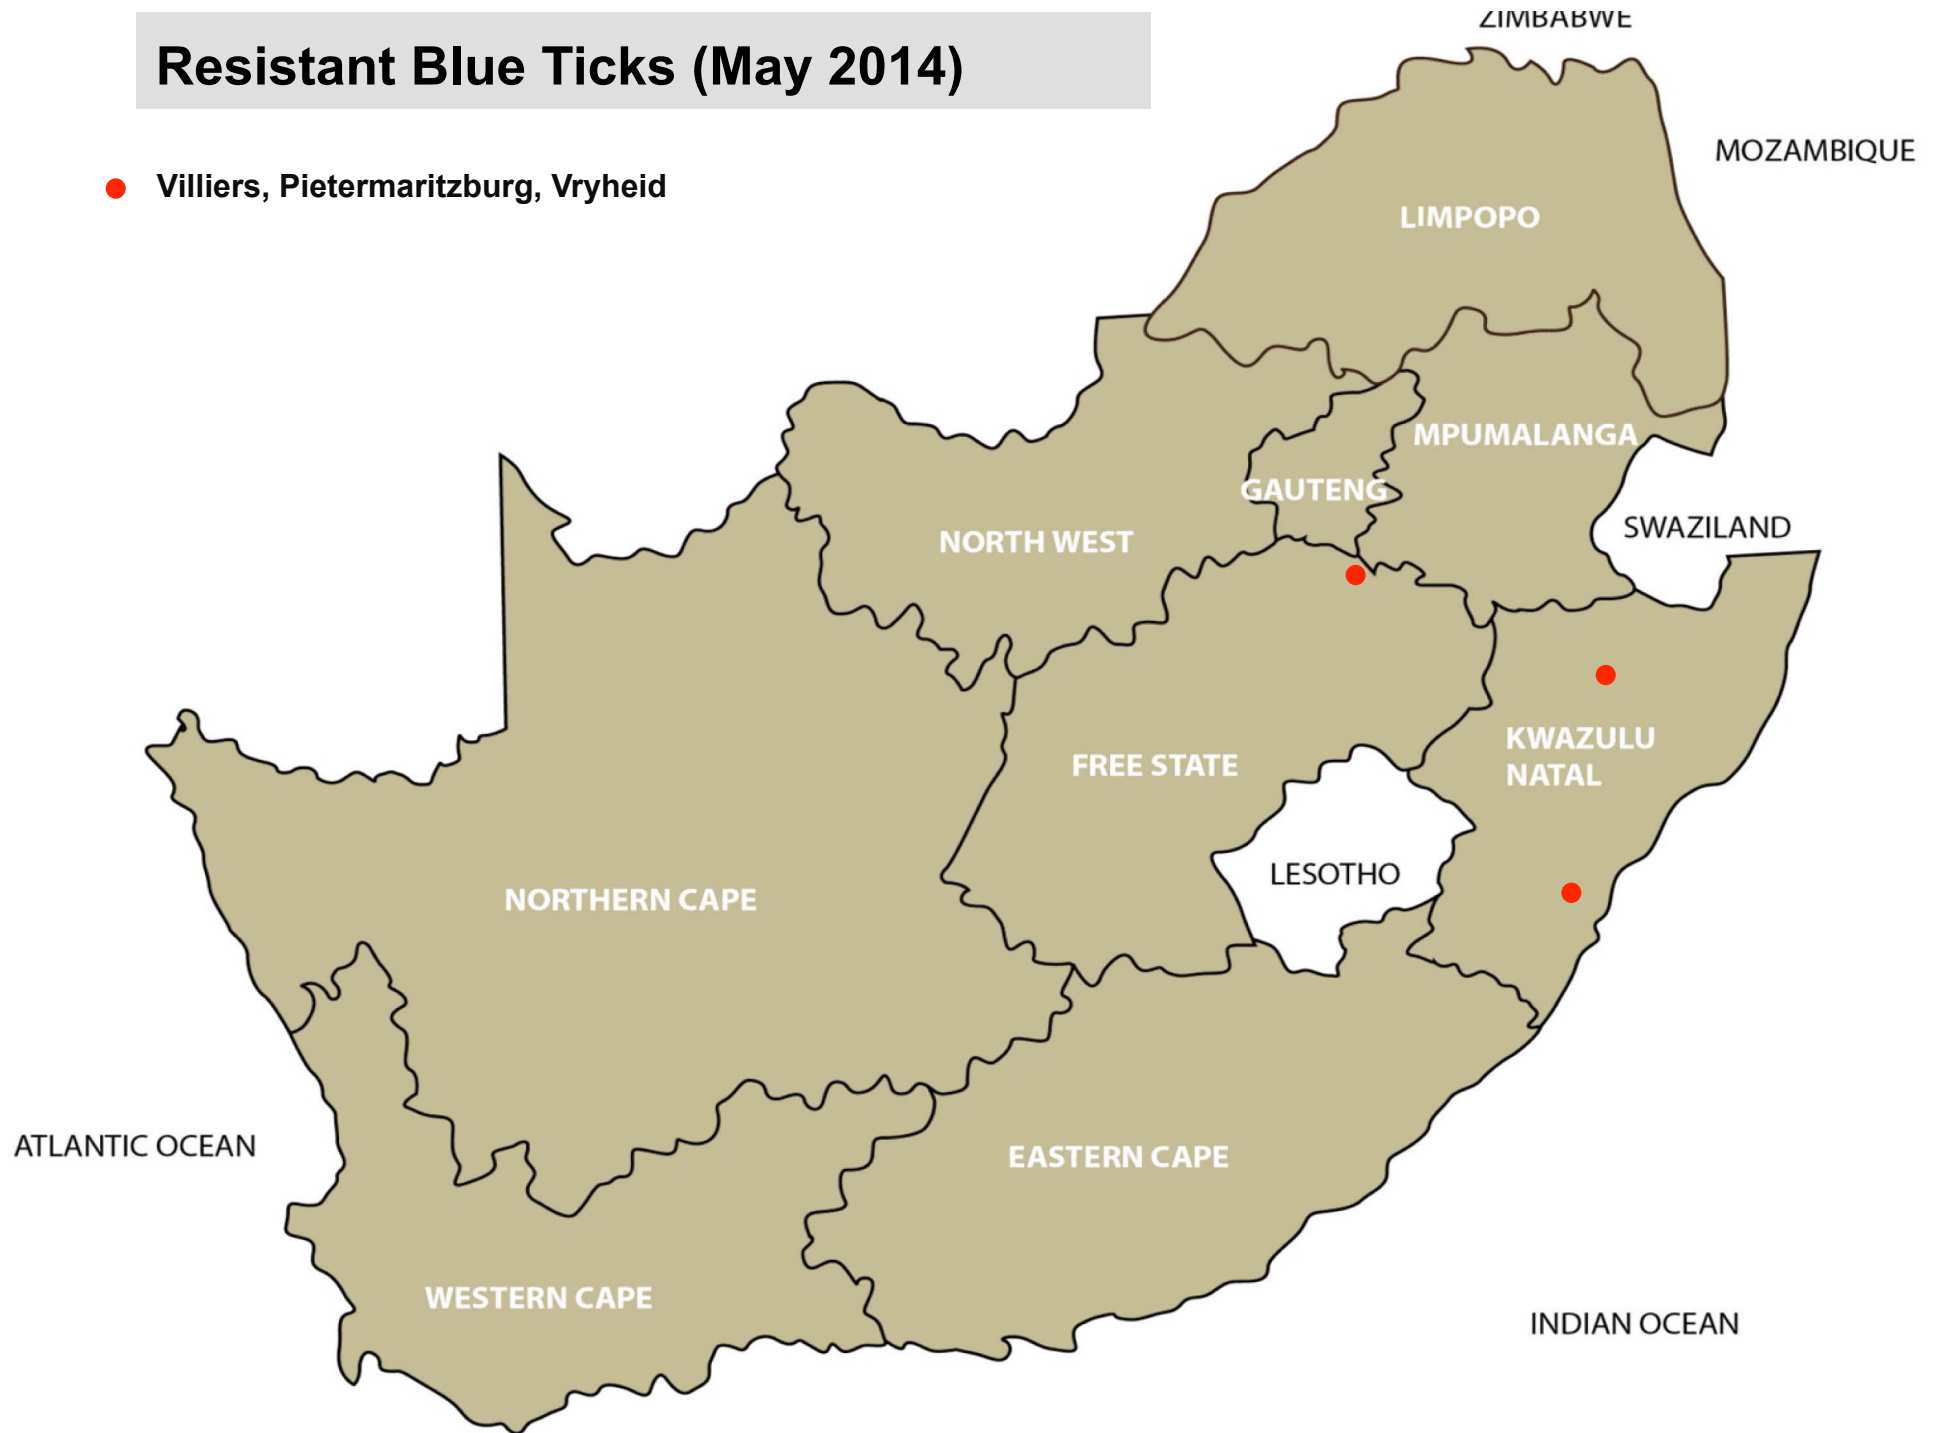 ZIMBABWE
Resistant Blue Ticks (May 2014)
MOZAMBIQUE
Villiers, Pietermaritzburg, Vryheid
LIMPOPO
MPUMALANGA
GAUTENG
SWAZILAND
NORTH WEST
KWAZULU
NATAL
FREE STATE
LESOTHO
NORTHERN CAPE
ATLANTIC OCEAN
EASTERN CAPE
WESTERN CAPE
INDIAN OCEAN